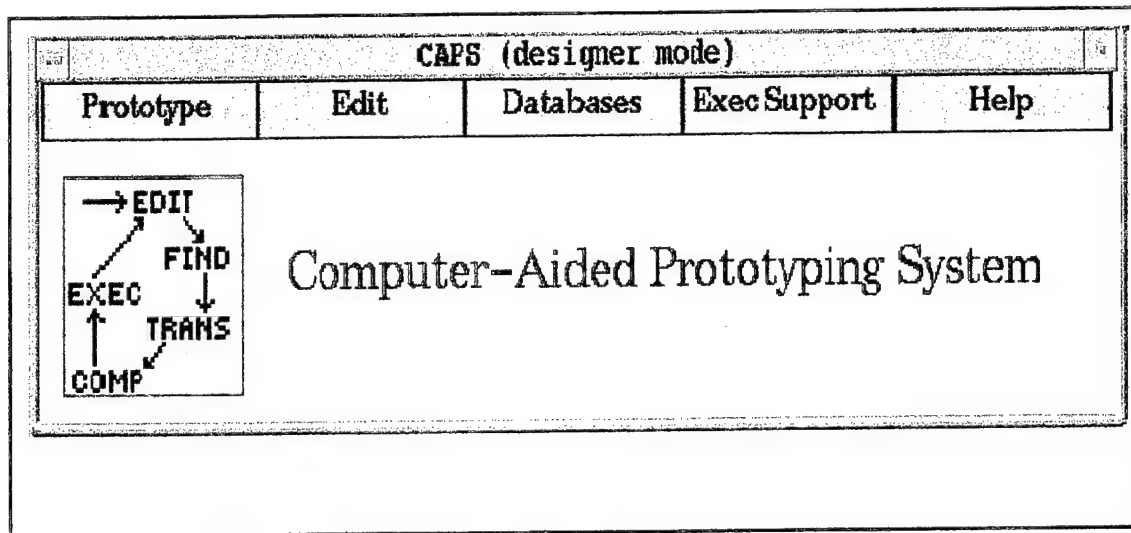 CAPS (designer mode)
Prototype Edit Databases Exec Support Help
EDIT
FIND
EXEC
TRANS
COMP
Computer-Aided Prototyping System